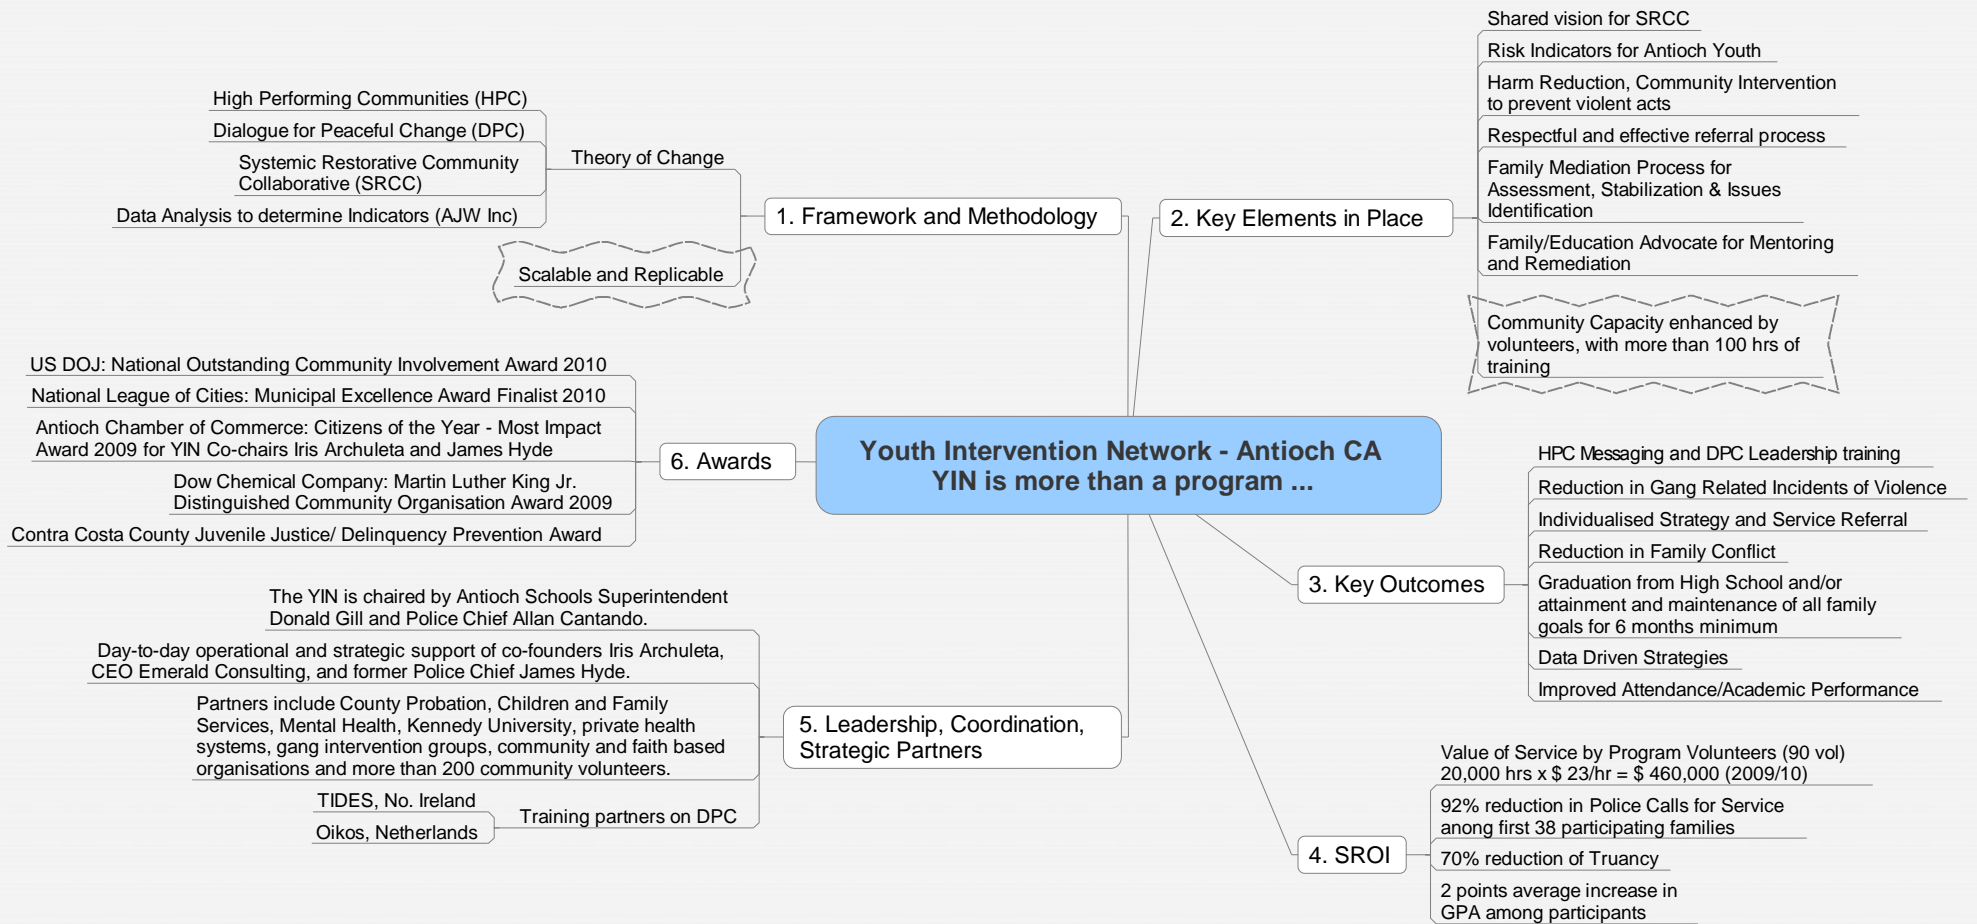 Youth Intervention Network - Antioch CA
YIN is more than a program ...
1. Framework and Methodology
Theory of Change
High Performing Communities (HPC)
Dialogue for Peaceful Change (DPC)
Systemic Restorative Community
Collaborative (SRCC)
Data Analysis to determine Indicators (AJW Inc)
Scalable and Replicable
2. Key Elements in Place
Shared vision for SRCC
Risk Indicators for Antioch Youth
Harm Reduction, Community Intervention
to prevent violent acts
Respectful and effective referral process
Family Mediation Process for
Assessment, Stabilization & Issues
Identification
Family/Education Advocate for Mentoring
and Remediation
Community Capacity enhanced by
volunteers, with more than 100 hrs of
training
3. Key Outcomes
HPC Messaging and DPC Leadership training
Reduction in Gang Related Incidents of Violence
Individualised Strategy and Service Referral
Reduction in Family Conflict
Graduation from High School and/or
attainment and maintenance of all family
goals for 6 months minimum
Data Driven Strategies
Improved Attendance/Academic Performance
4. SROI
Value of Service by Program Volunteers (90 vol)
20,000 hrs x $ 23/hr = $ 460,000 (2009/10)
92% reduction in Police Calls for Service
anong first 38 participating families
70% reduction of Truancy
2 points average increase in
GPA among participants
5. Leadership, Coordination,
Strategic Partners
The YIN is chaired by Antioch Schools Superintendent
Donald Gill and Police Chief Allan Cantando.
Day-to-day operational and strategic support of co-founders Iris Archuleta,
CEO Emerald Consulting, and former Police Chief James Hyde.
Partners include County Probation, Children and Family
Services, Mental Health, Kennedy University, private health
systems, gang intervention groups, community and faith based
organisations and more than 200 community volunteers.
Training partners on DPC
TIDES, No. Ireland
Oikos, Netherlands
6. Awards
US DOJ: National Outstanding Community Involvement Award 2010
National League of Cities: Municipal Excellence Award Finalist 2010
Antioch Chamber of Commerce: Citizens of the Year - Most Impact
Award 2009 for YIN Co-chairs Iris Archuleta and James Hyde
Dow Chemical Company: Martin Luther King Jr.
Distinguished Community Organisation Award 2009
Contra Costa County Juvenile Justice/ Delinquency Prevention Award